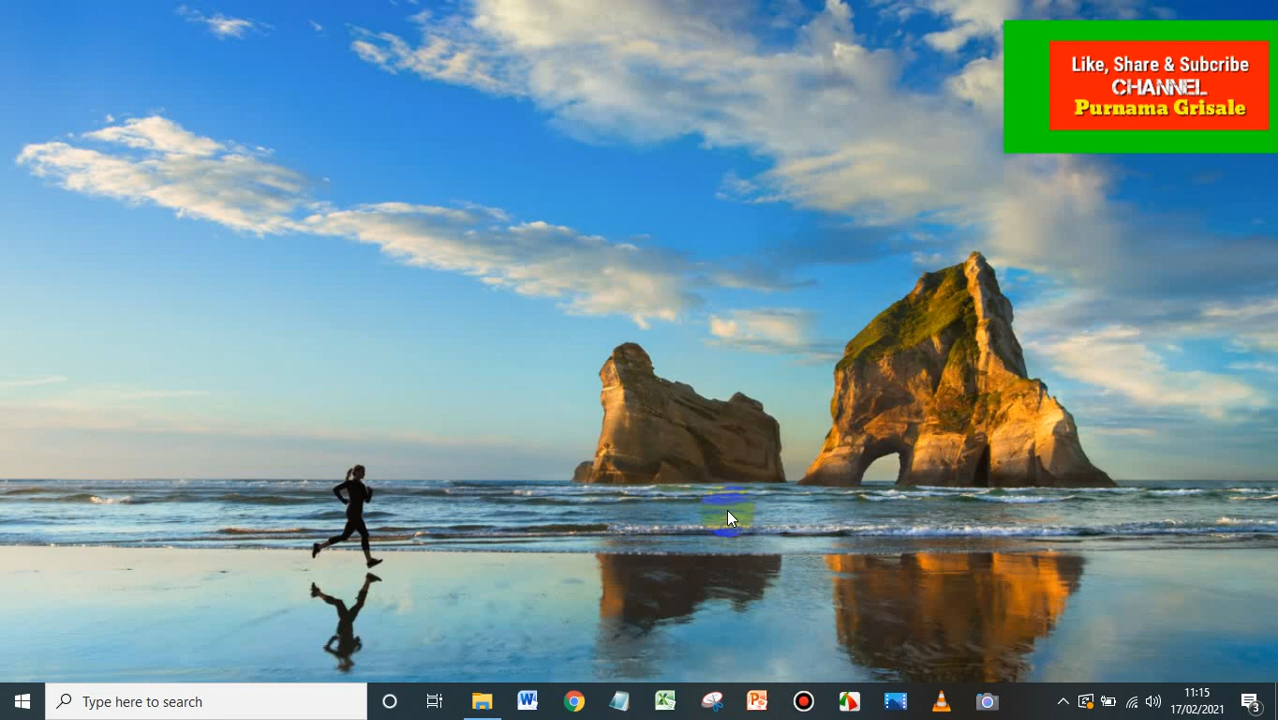 Like, Share & Subcribe
CHANNEL
Purnama Grisale
Type here to search
11:15
17/02/2021
3